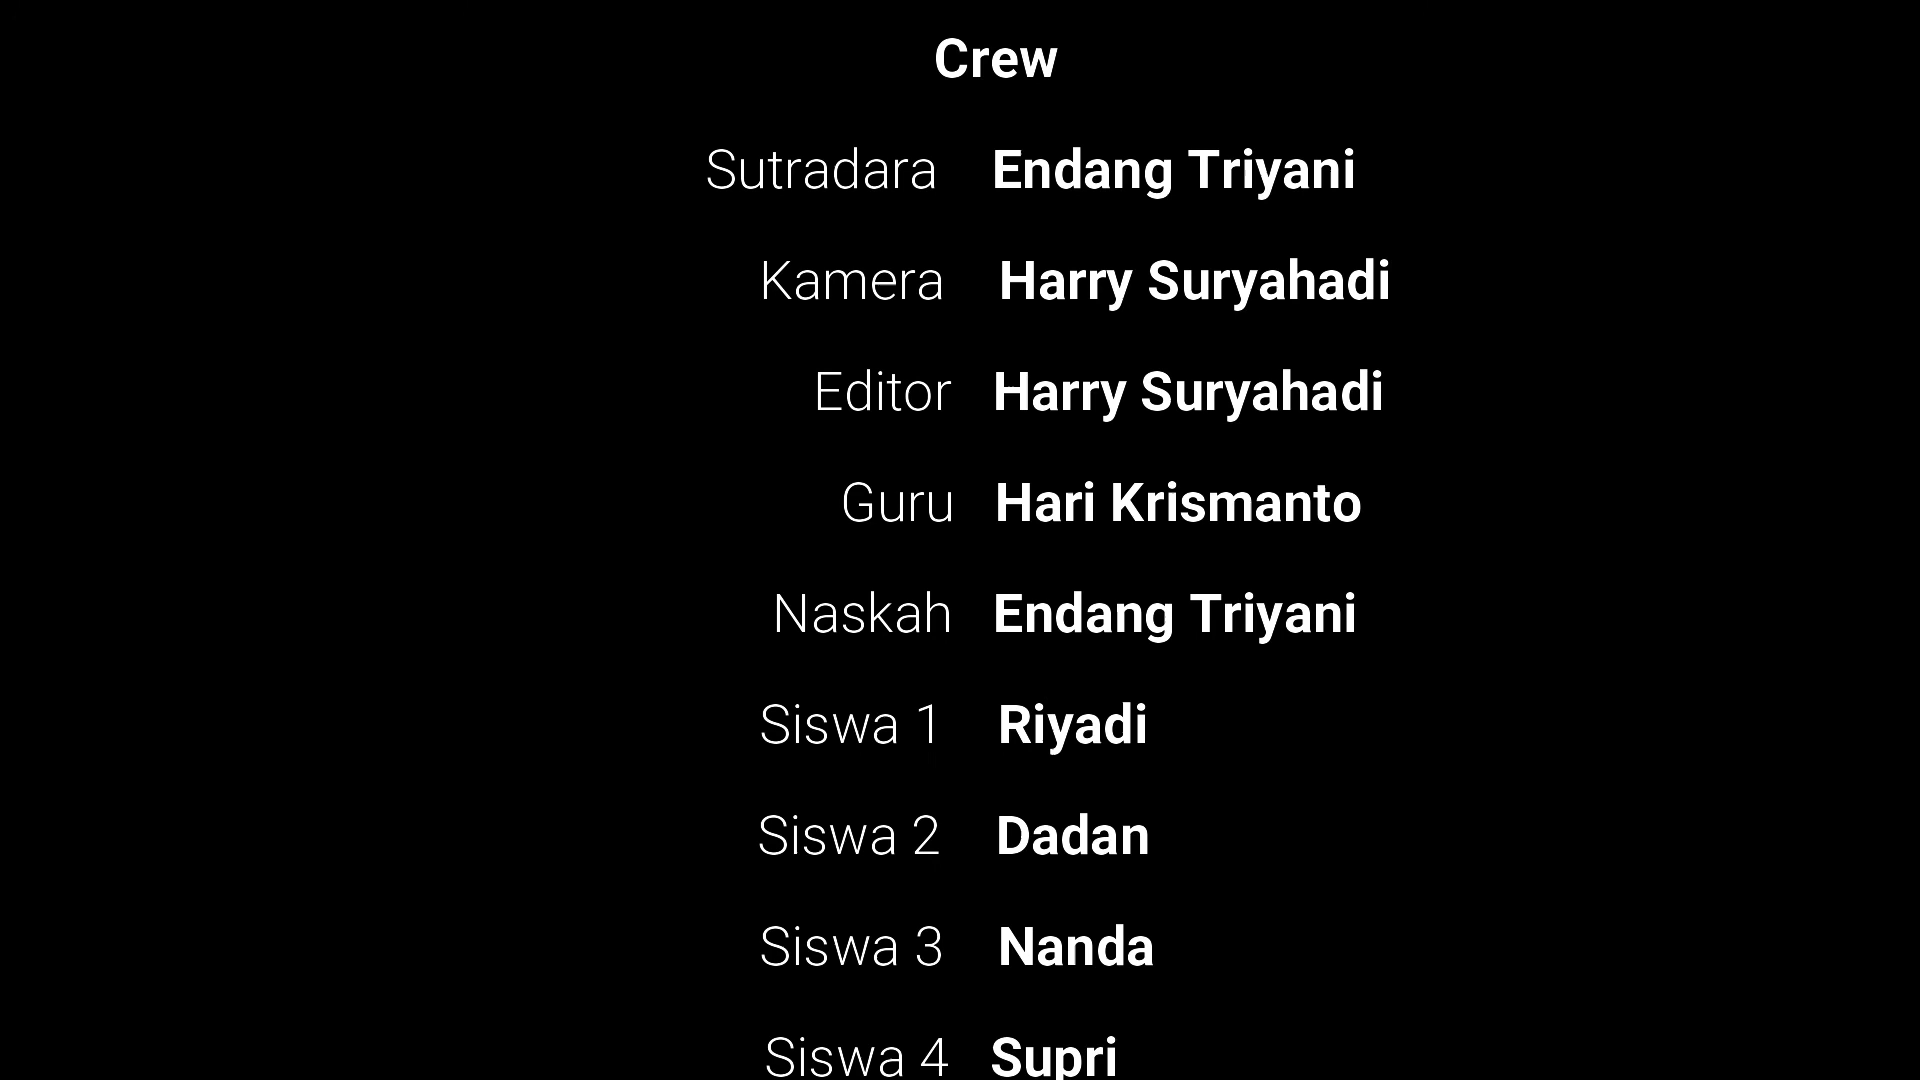 Crew
Sutradara Endang Triyani
Kamera Harry Suryahadi
Editor Harry Suryahadi
Guru Hari Krismanto
Naskah Endang Triyani
Siswa 1 Riyadi
Siswa 2 Dadan
Siswa 3 Nanda
Siswa 4 Supri